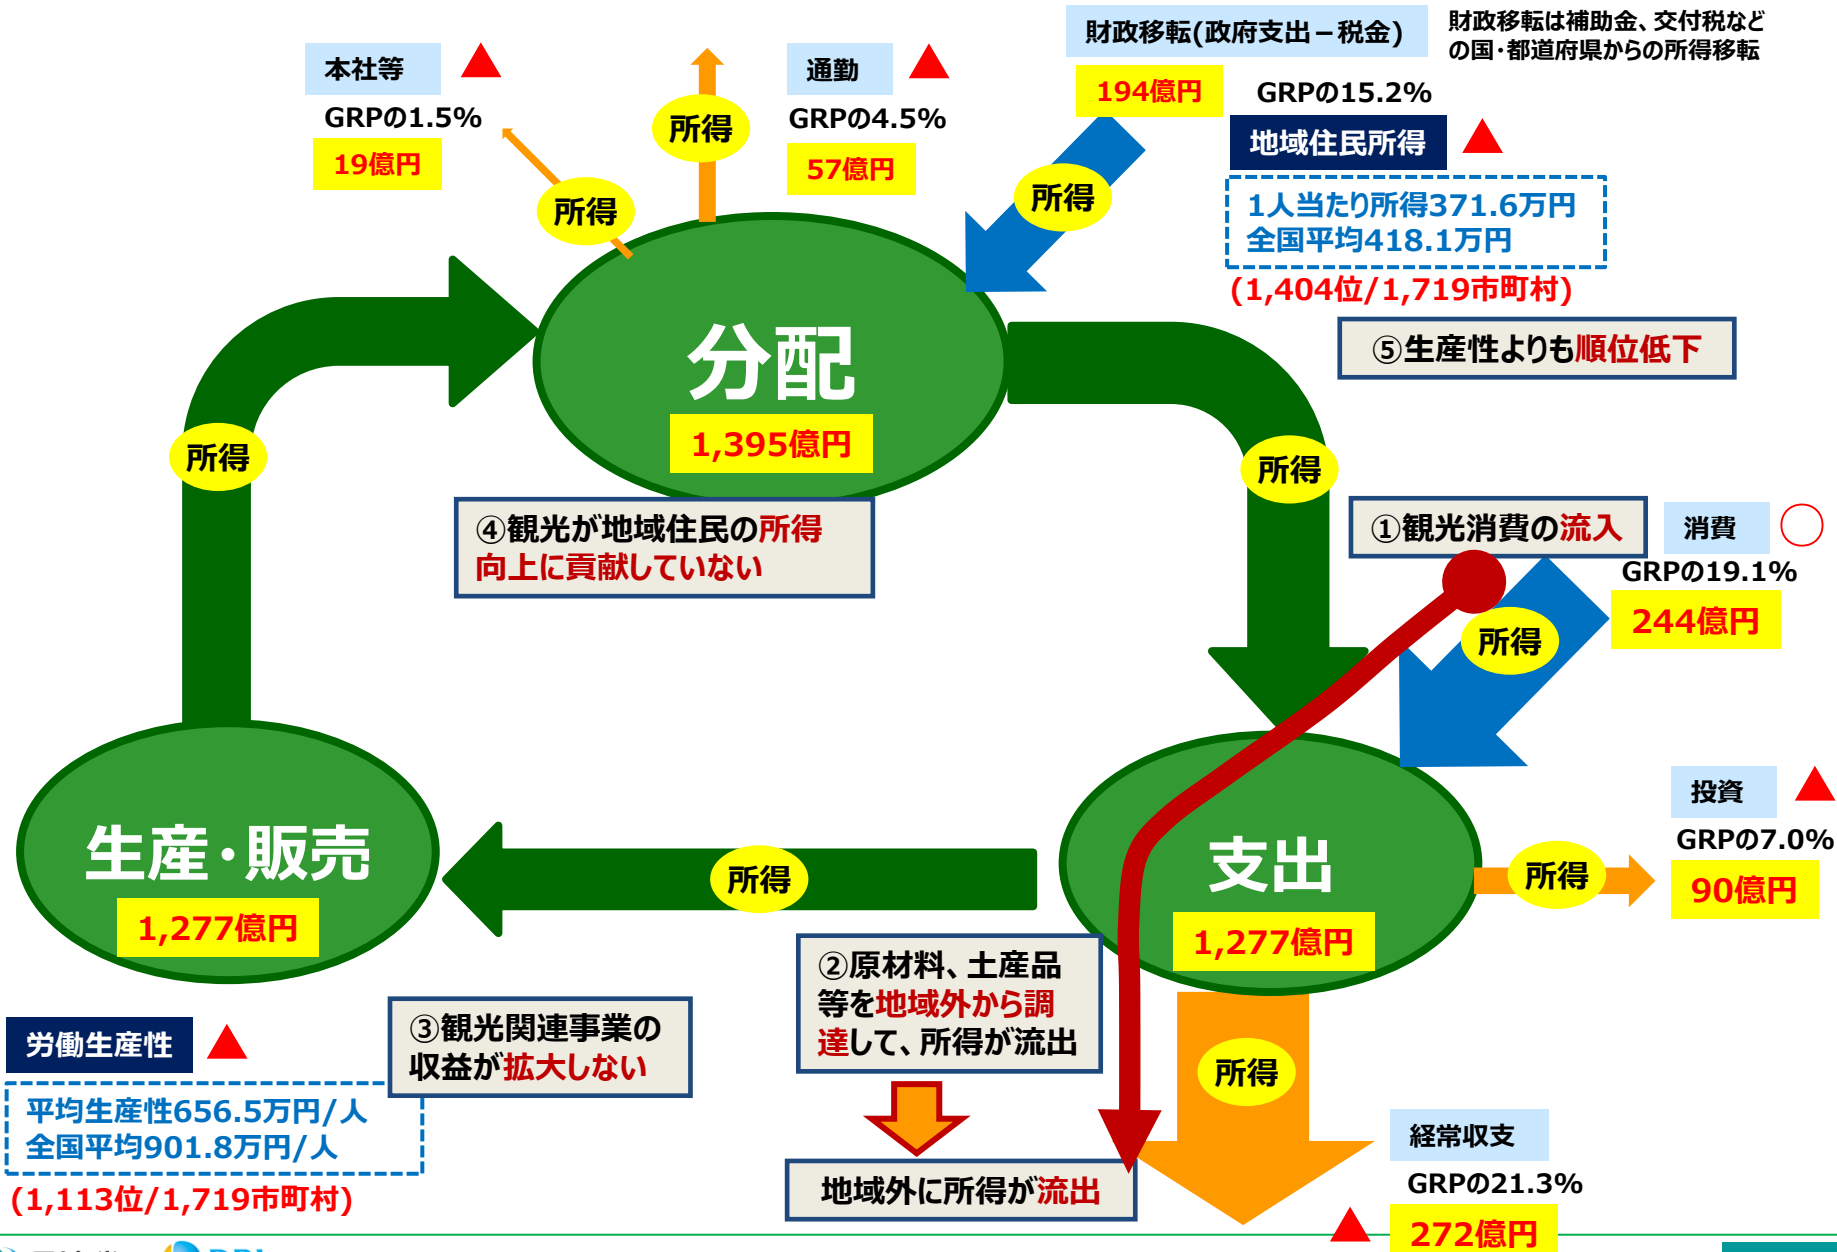 財政移転(政府支出－税金)
財政移転は補助金、交付税など
の国・都道府県からの所得移転
本社等
GRPの1.5%
19億円
所得
所得
通勤
GRPの4.5%
57億円
194億円
GRPの15.2%
所得
地域住民所得
1人当たり所得371.6万円
全国平均418.1万円
(1,404位/1,719市町村)
⑤生産性よりも順位低下
分配
1,395億円
所得
所得
④観光が地域住民の所得
向上に貢献していない
①観光消費の流入
消費
GRPの19.1%
244億円
所得
生産・販売
1,277億円
所得
支出
1,277億円
所得
投資
GRPの7.0%
90億円
②原材料、土産品
等を地域外から調
達して、所得が流出
③観光関連事業の
収益が拡大しない
労働生産性
平均生産性656.5万円/人
全国平均901.8万円/人
(1,113位/1,719市町村)
所得
地域外に所得が流出
経常収支
GRPの21.3%
272億円